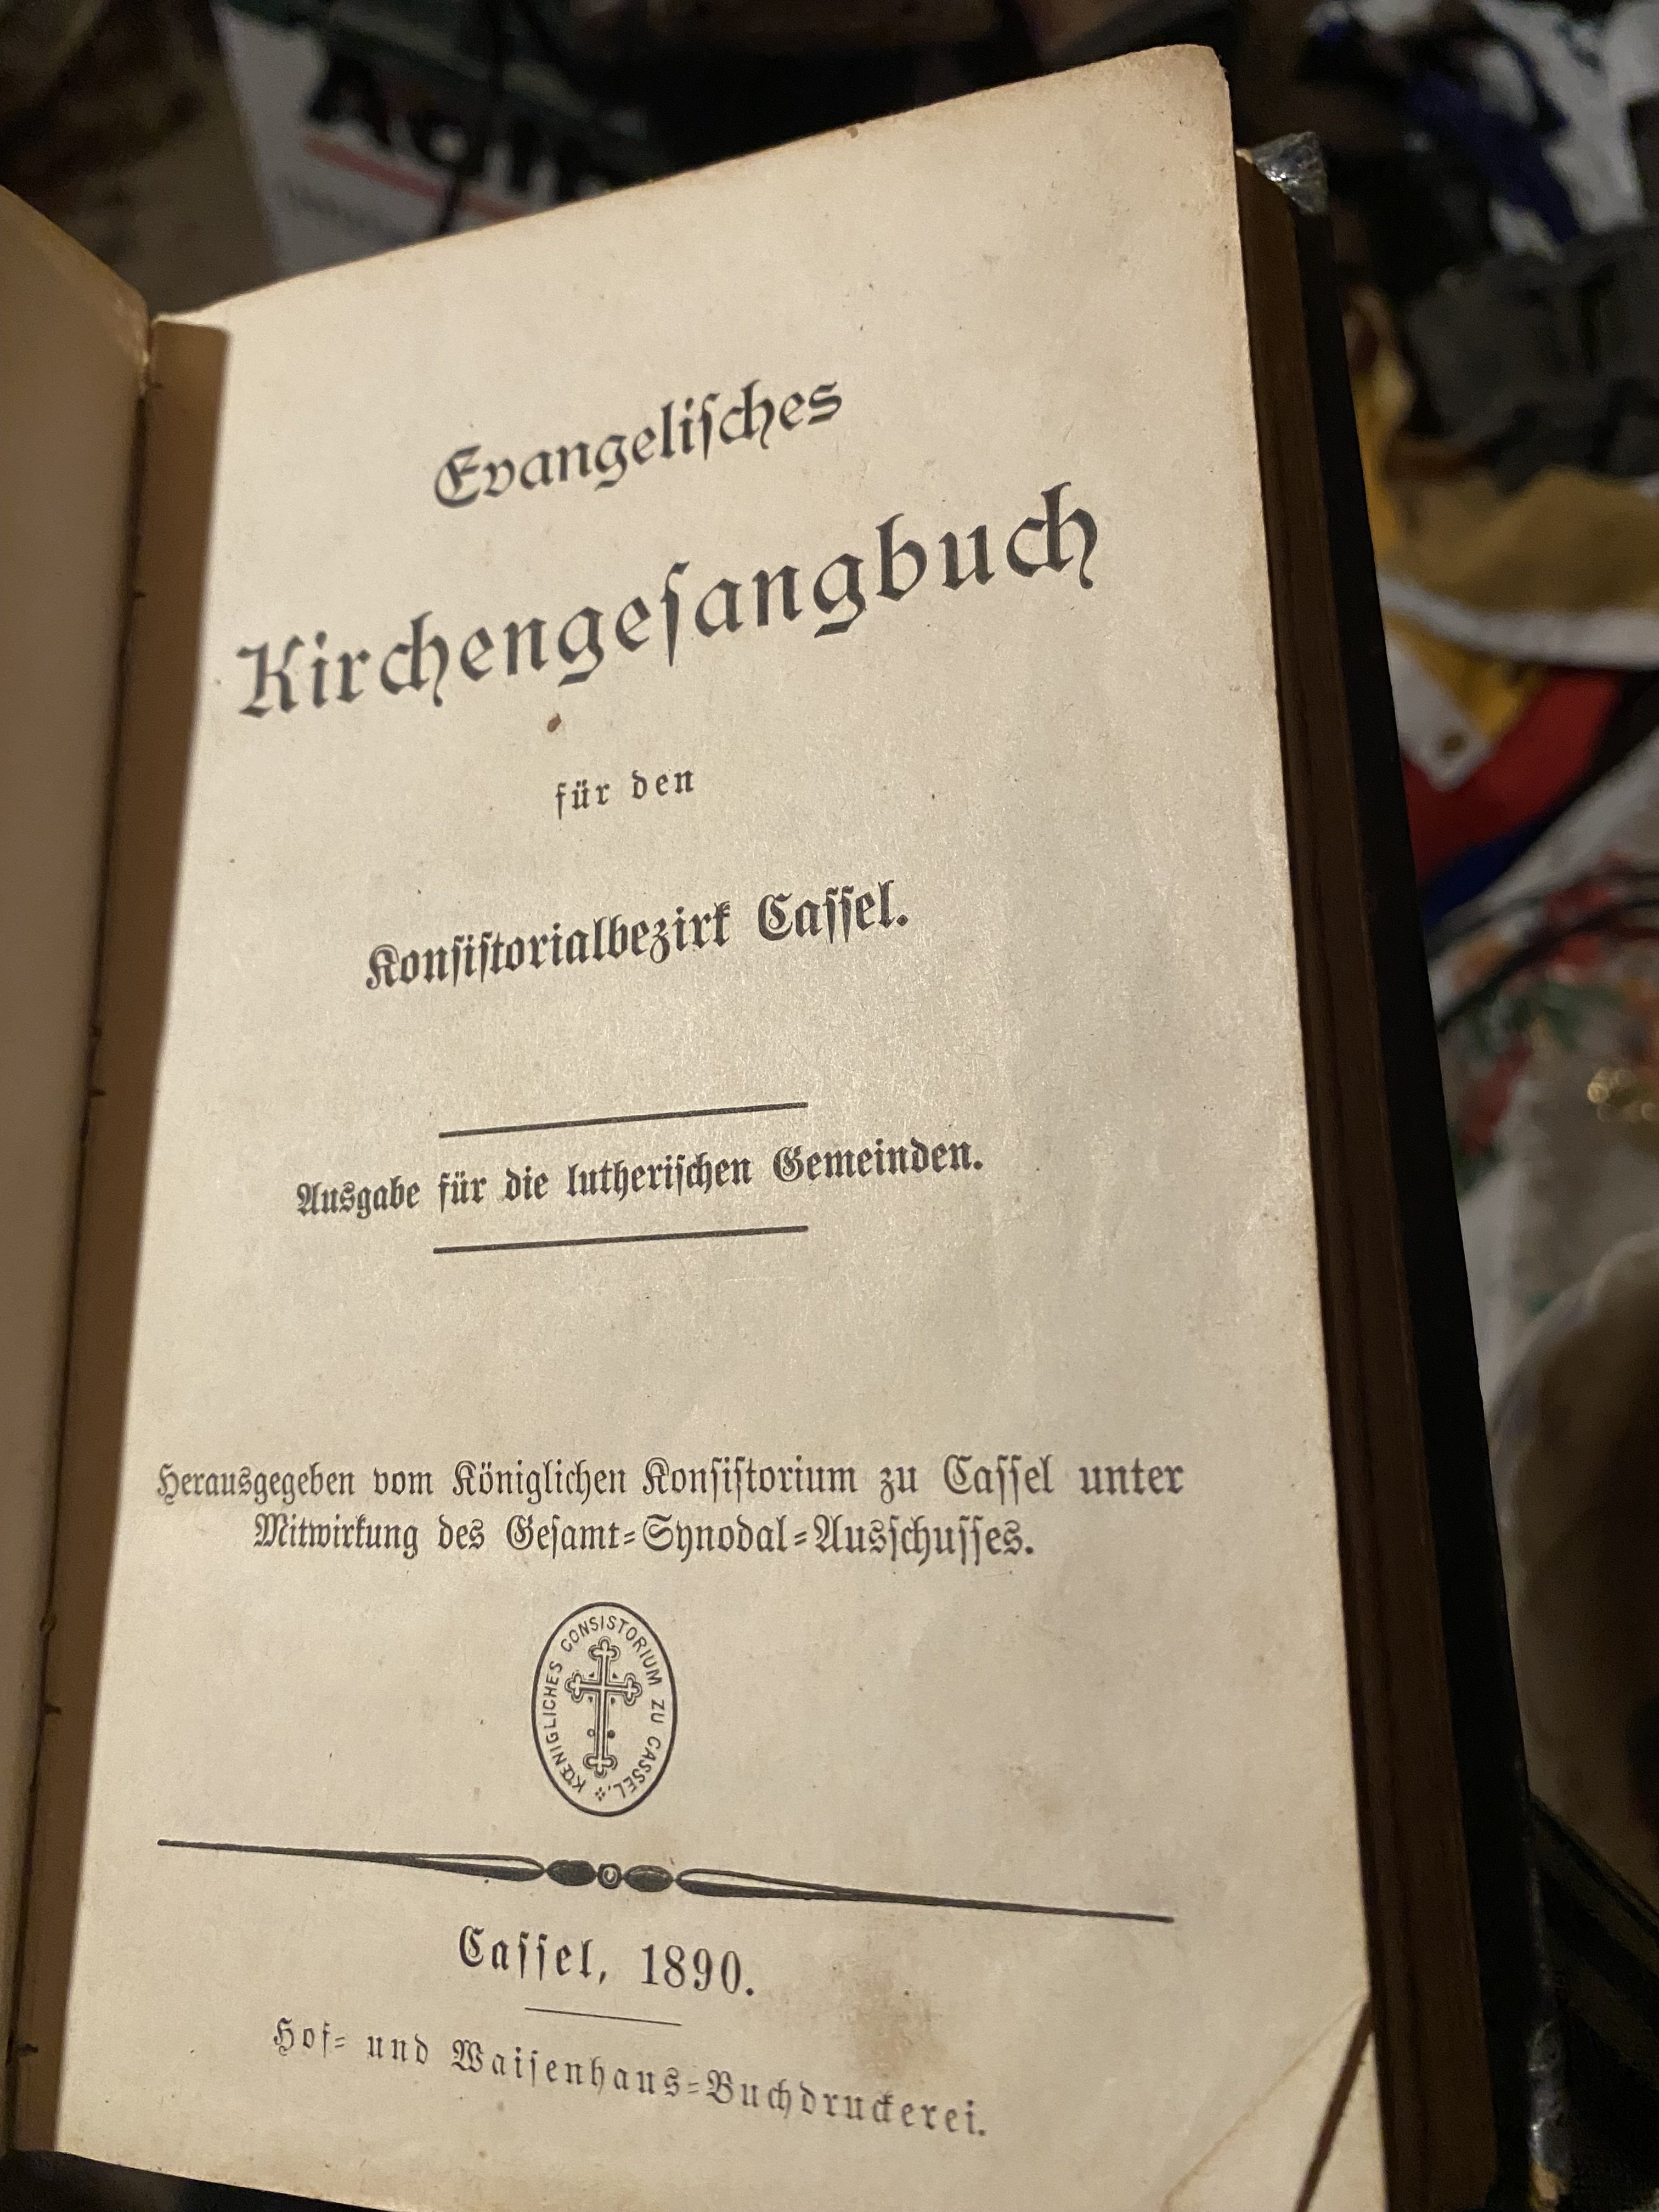 Evangeliſches
Kirchengeſangbuch
für den
Konſiſtorialbezirk Caſſel.
Ausgabe für die lutheriſchen Gemeinden.
Herausgegeben vom Königlichen Konſiſtorium zu Caſſel unter
Mitwirkung des Geſamt-Synodal-Ausſchuſſes.
KŒNIGLICHES CONSISTORIUM ZU CASSEL.
Caſſel, 1890.
Hof- und Waiſenhaus-Buchdruckerei.